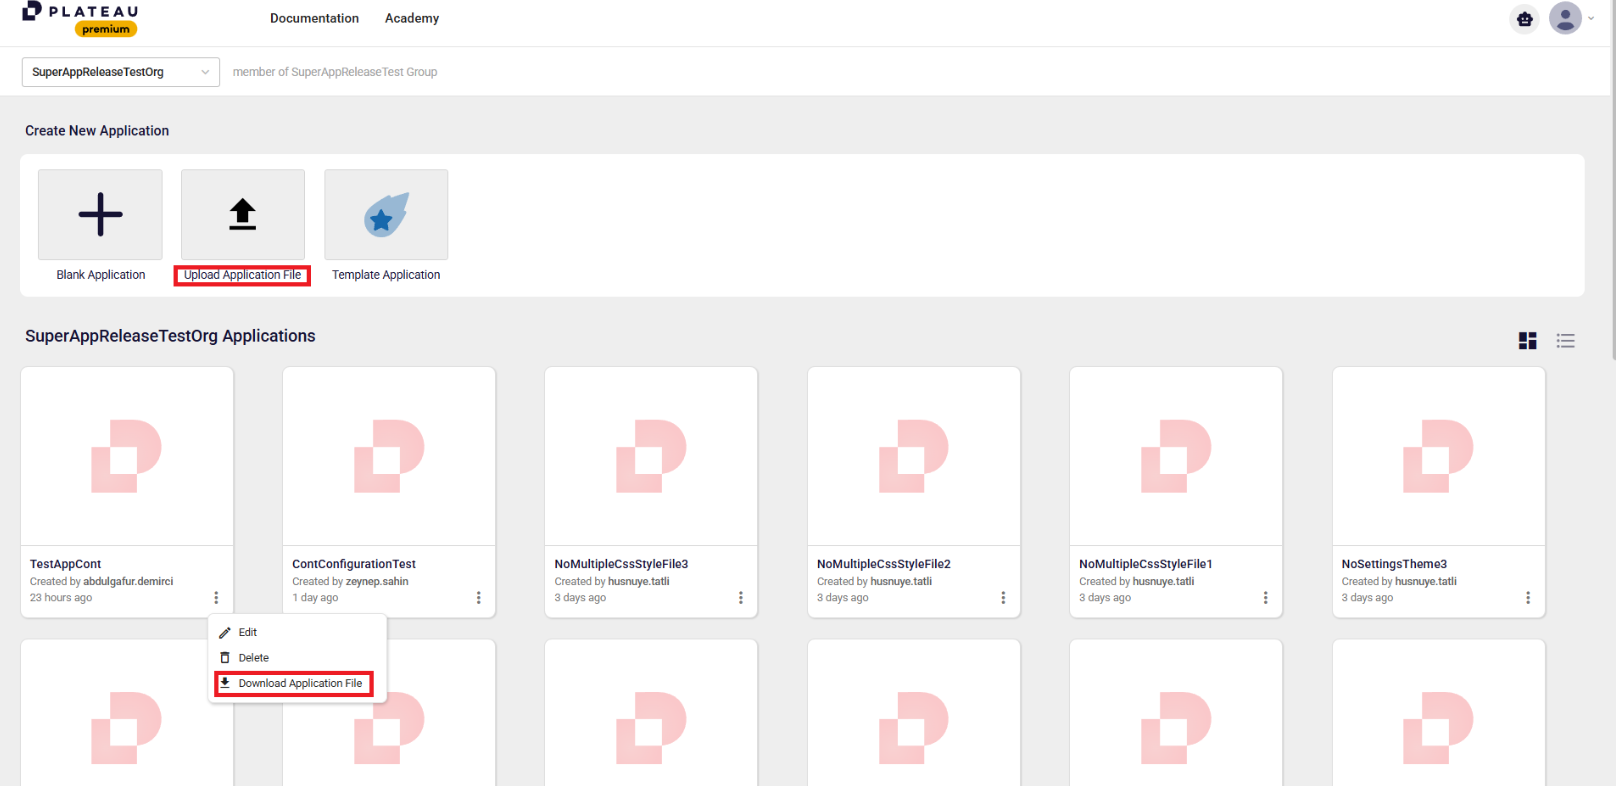 PLATEAU
premium
Documentation
Academy
SuperAppReleaseTestOrg
member of SuperAppReleaseTest Group
Create New Application
Blank Application
Upload Application File
Template Application
SuperAppReleaseTestOrg Applications
TestAppCont
Created by abdulgafur.demirci
23 hours ago
ContConfigurationTest
Created by zeynep.sahin
1 day ago
NoMultipleCssStyleFile3
Created by husnuye.tatli
3 days ago
NoMultipleCssStyleFile2
Created by husnuye.tatli
3 days ago
NoMultipleCssStyleFile1
Created by husnuye.tatli
3 days ago
NoSettingsTheme3
Created by husnuye.tatli
3 days ago
Edit
Delete
Download Application File